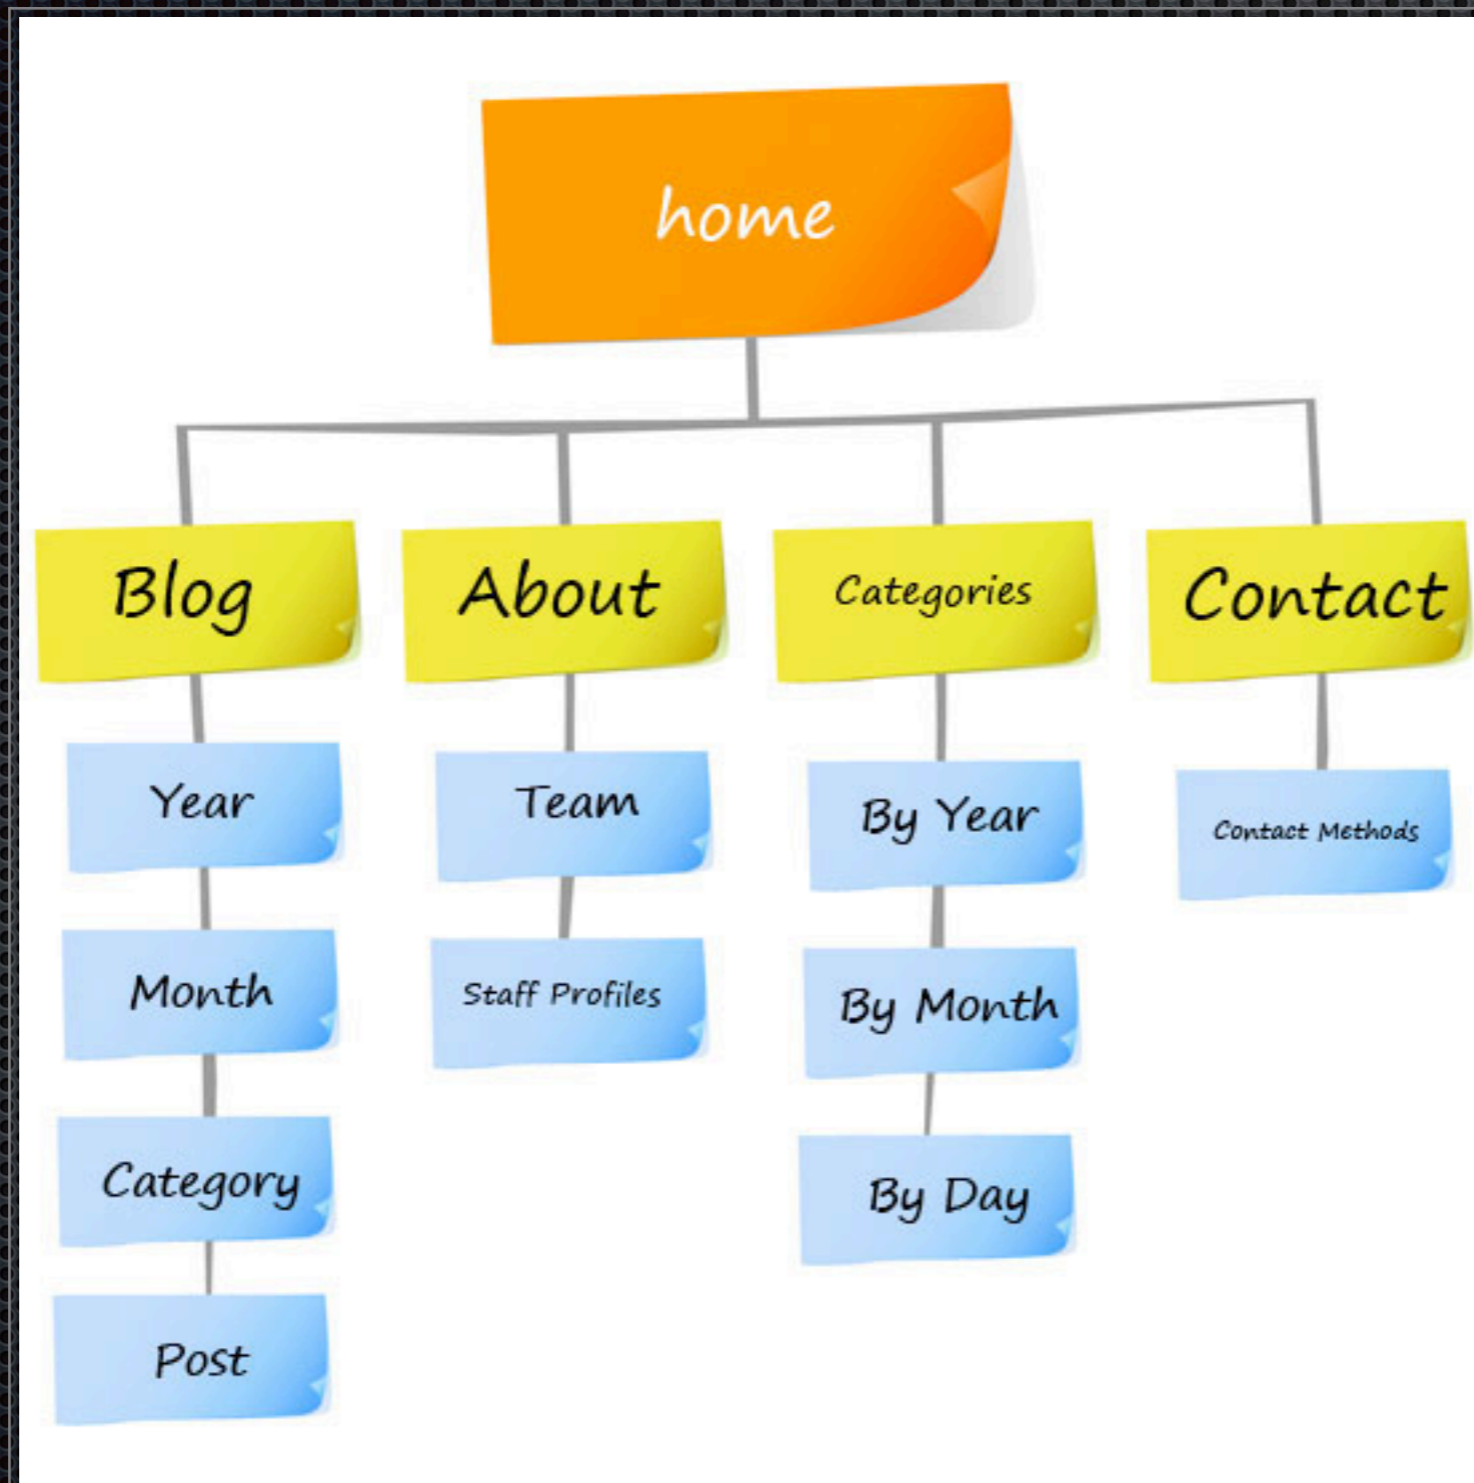 home
Blog
About
Categories
Contact
Year
Team
By Year
Contact Methods
Month
Staff Profiles
By Month
Category
By Day
Post